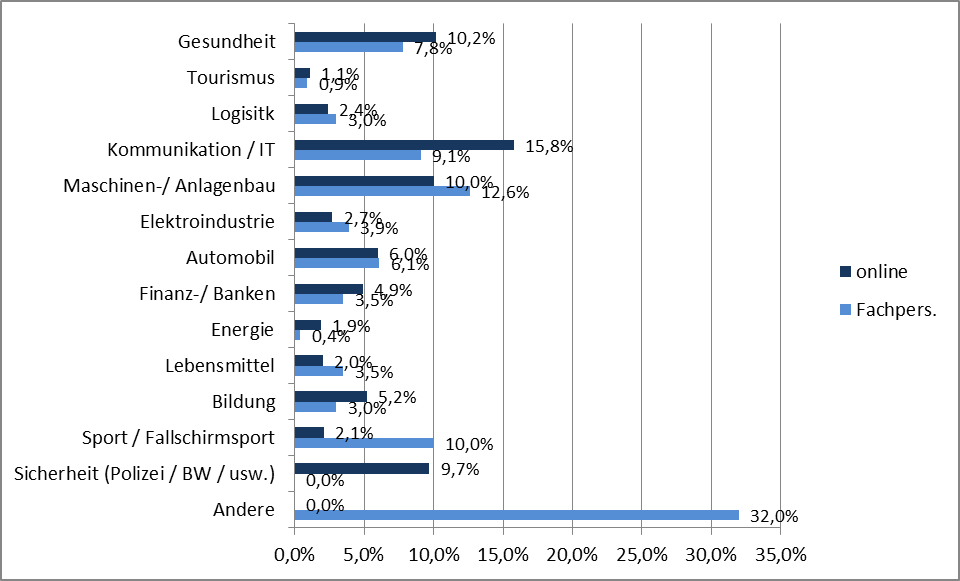 Gesundheit 10,2%
7,8%
Tourismus 1,1%
0,9%
Logisitk 2,4%
3,0%
Kommunikation / IT 15,8%
9,1%
Maschinen-/ Anlagenbau 10,0%
12,6%
Elektroindustrie 2,7%
3,9%
Automobil 6,0%
6,1%
online
Finanz-/ Banken 4,9%
3,5%
Fachpers.
Energie 1,9%
0,4%
Lebensmittel 2,0%
3,5%
Bildung 5,2%
3,0%
Sport / Fallschirmsport 2,1%
10,0%
Sicherheit (Polizei / BW / usw.) 9,7%
0,0%
Andere 0,0%
32,0%
0,0% 5,0% 10,0% 15,0% 20,0% 25,0% 30,0% 35,0%